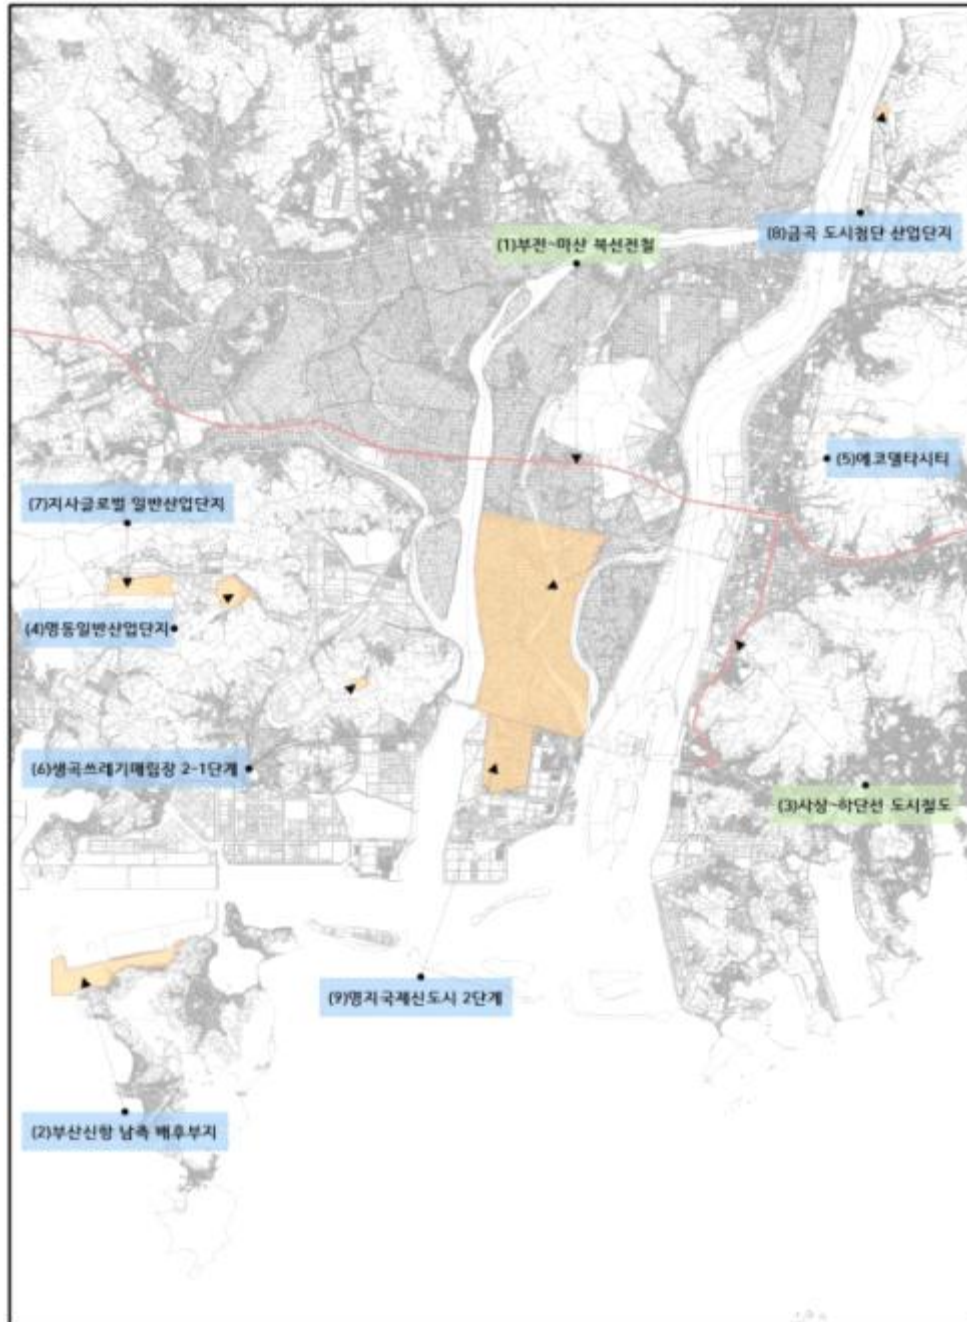 (8)금곡 도시첨단 산업단지
(1)부전~마산 복선전철
(5)에코델타시티
(7)지사글로벌 일반산업단지
(4)명동일반산업단지
(6)생곡쓰레기매립장 2-1단계
(3)사상~하단선 도시철도
(9)명지국제신도시 2단계
(2)부산신항 남측 배후부지